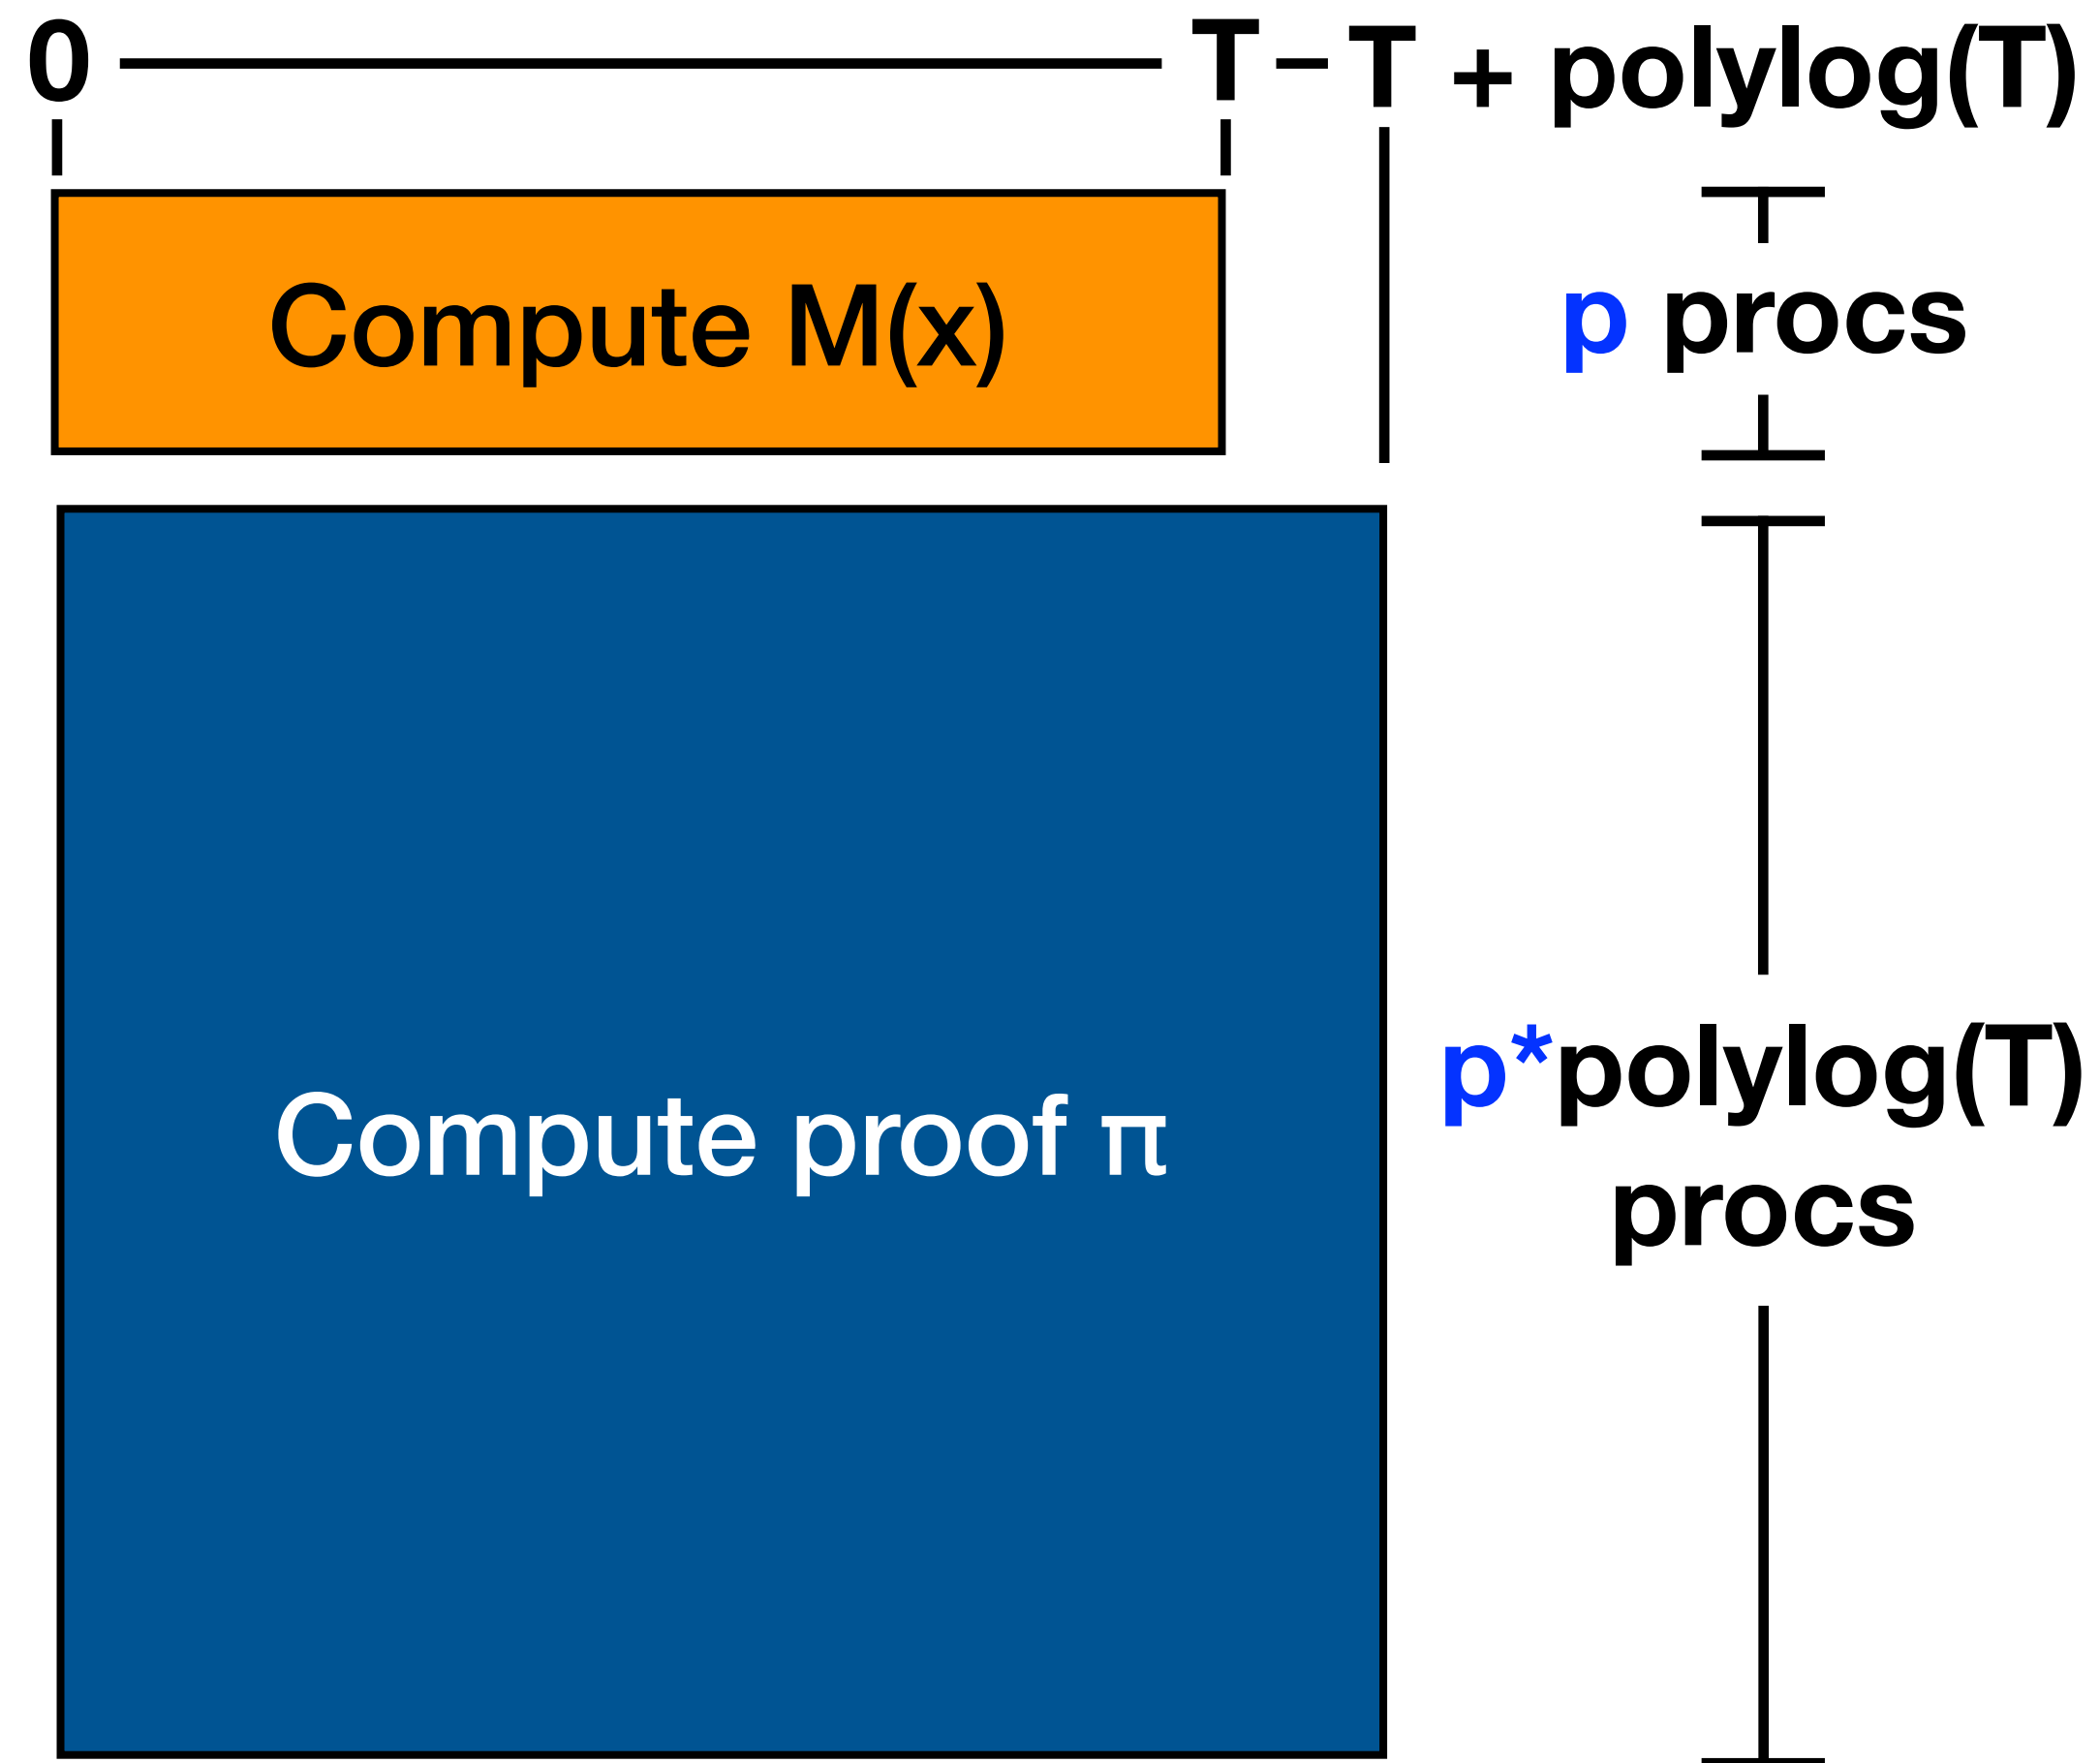 0 T T + polylog(T)
Compute M(x)
p procs
Compute proof π
p*polylog(T)
procs